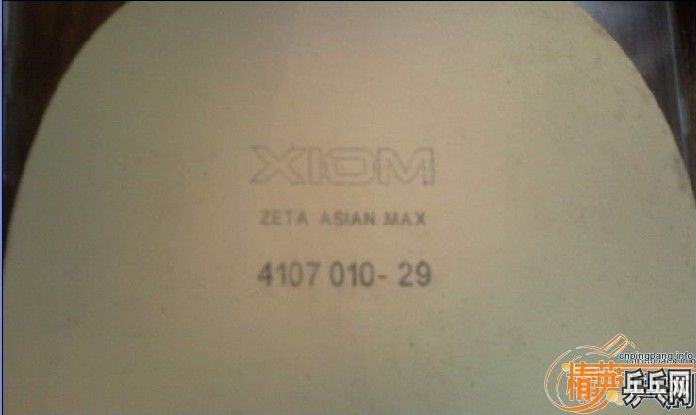 XIOM
ZETA ASIAN MAX
4107 010-29
cnpingpang.info
精英乒乓网